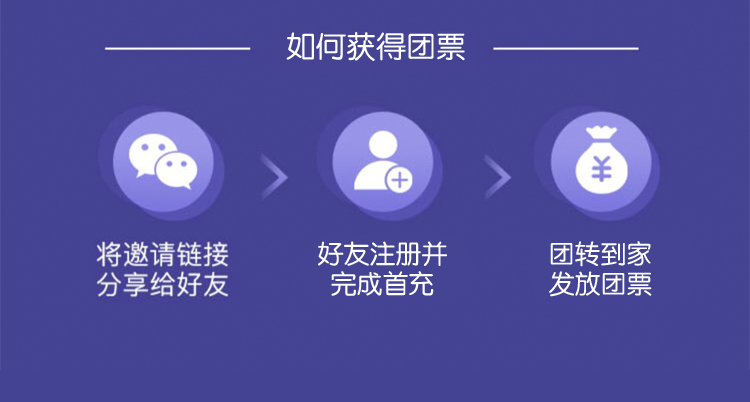 如何获得团票
将邀请链接
分享给好友
好友注册并
完成首充
团转到家
发放团票